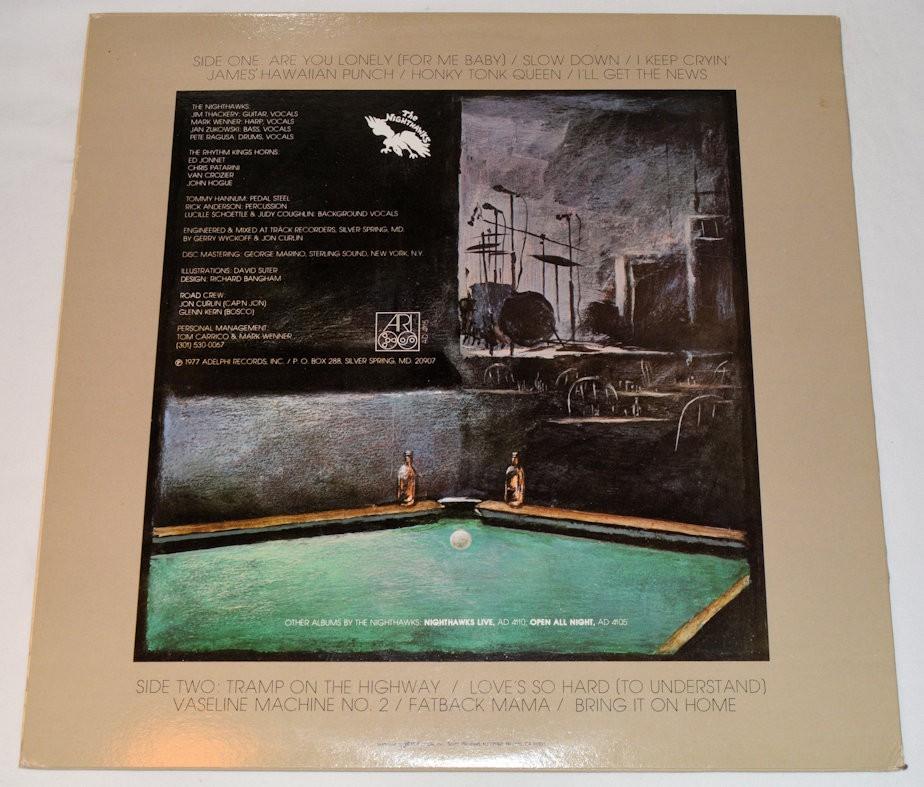 SIDE ONE: ARE YOU LONELY (FOR ME BABY) / SLOW DOWN / I KEEP CRYIN'
JAMES' HAWAIIAN PUNCH / HONKY TONK QUEEN / I'LL GET THE NEWS
THE NIGHTHAWKS:
JIM THACKERY: GUITAR, VOCALS
MARK WENNER: HARP, VOCALS
JAN ZUKOWSKI: BASS, VOCALS
PETE RAGUSA: DRUMS, VOCALS
The
NIGHTHAWKS
THE RHYTHM KINGS HORNS:
ED JONNET
CHRIS PATARINI
VAN CROZIER
JOHN HOGUE
TOMMY HANNUM: PEDAL STEEL
RICK ANDERSON: PERCUSSION
LUCILLE SCHOETTLE & JUDY COUGHLIN: BACKGROUND VOCALS
ENGINEERED & MIXED AT TRACK RECORDERS, SILVER SPRING, MD.
BY GERRY WYCKOFF & JON CURLIN
DISC MASTERING: GEORGE MARINO, STERLING SOUND, NEW YORK, N.Y.
ILLUSTRATIONS: DAVID SUTER
DESIGN: RICHARD BANGHAM
ROAD CREW
JON CURLIN (CAP'N JON)
GLENN KERN (BOSCO)
PERSONAL MANAGEMENT
TOM CARRICO & MARK WENNER
(301) 530-0067
ARI
AD 4115
℗ 1977 ADELPHI RECORDS, INC. / P. O. BOX 288, SILVER SPRING, MD. 20907
OTHER ALBUMS BY THE NIGHTHAWKS: NIGHTHAWKS LIVE, AD 4110; OPEN ALL NIGHT, AD 4105
SIDE TWO: TRAMP ON THE HIGHWAY / LOVE'S SO HARD (TO UNDERSTAND)
VASELINE MACHINE NO. 2 / FATBACK MAMA / BRING IT ON HOME